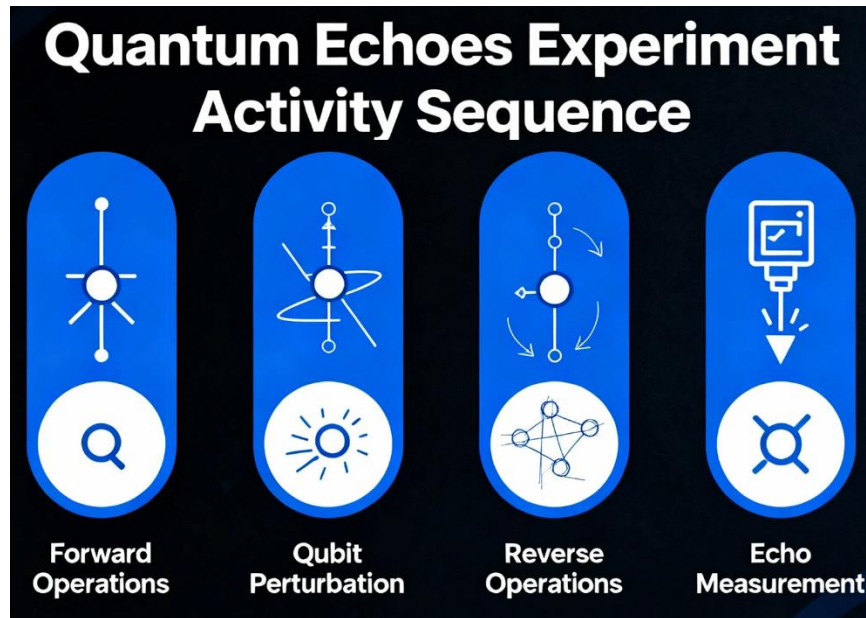 Quantum Echoes Experiment
Activity Sequence
Forward
Operations
Qubit
Perturbation
Reverse
Operations
Echo
Measurement